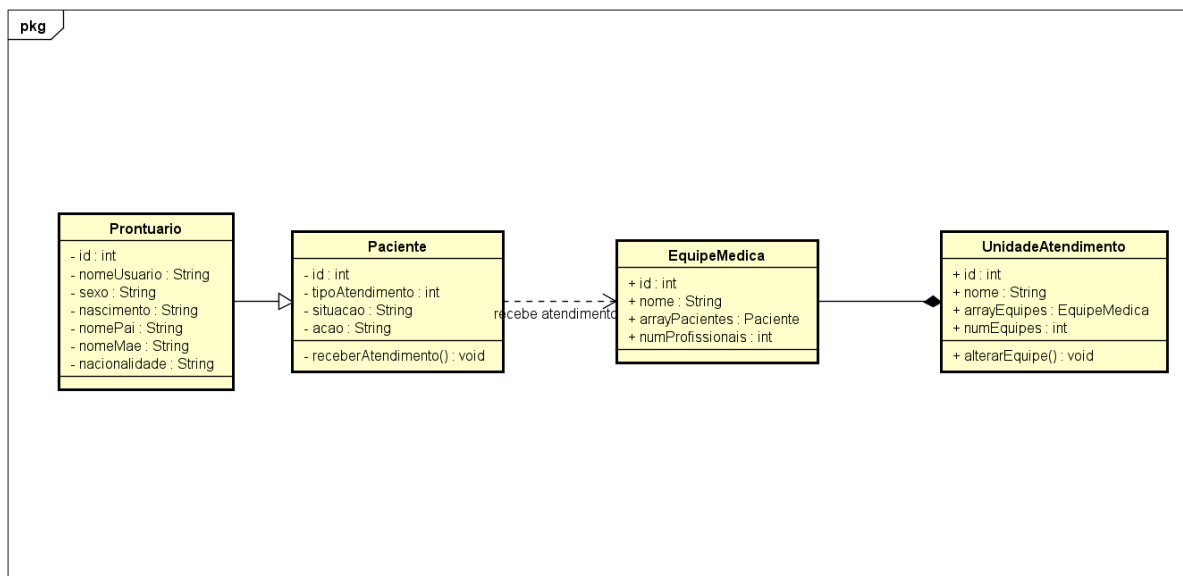 pkg
Prontuario
- id : int
- nomeUsuario : String
- sexo : String
- nascimento : String
- nomePai : String
- nomeMae : String
- nacionalidade : String
Paciente
- id : int
- tipoAtendimento : int
- situacao : String
- acao : String
- receberAtendimento() : void
recebe atendimento
EquipeMedica
+ id : int
+ nome : String
+ arrayPacientes : Paciente
+ numProfissionais : int
UnidadeAtendimento
+ id : int
+ nome : String
+ arrayEquipes : EquipeMedica
+ numEquipes : int
+ alterarEquipe() : void